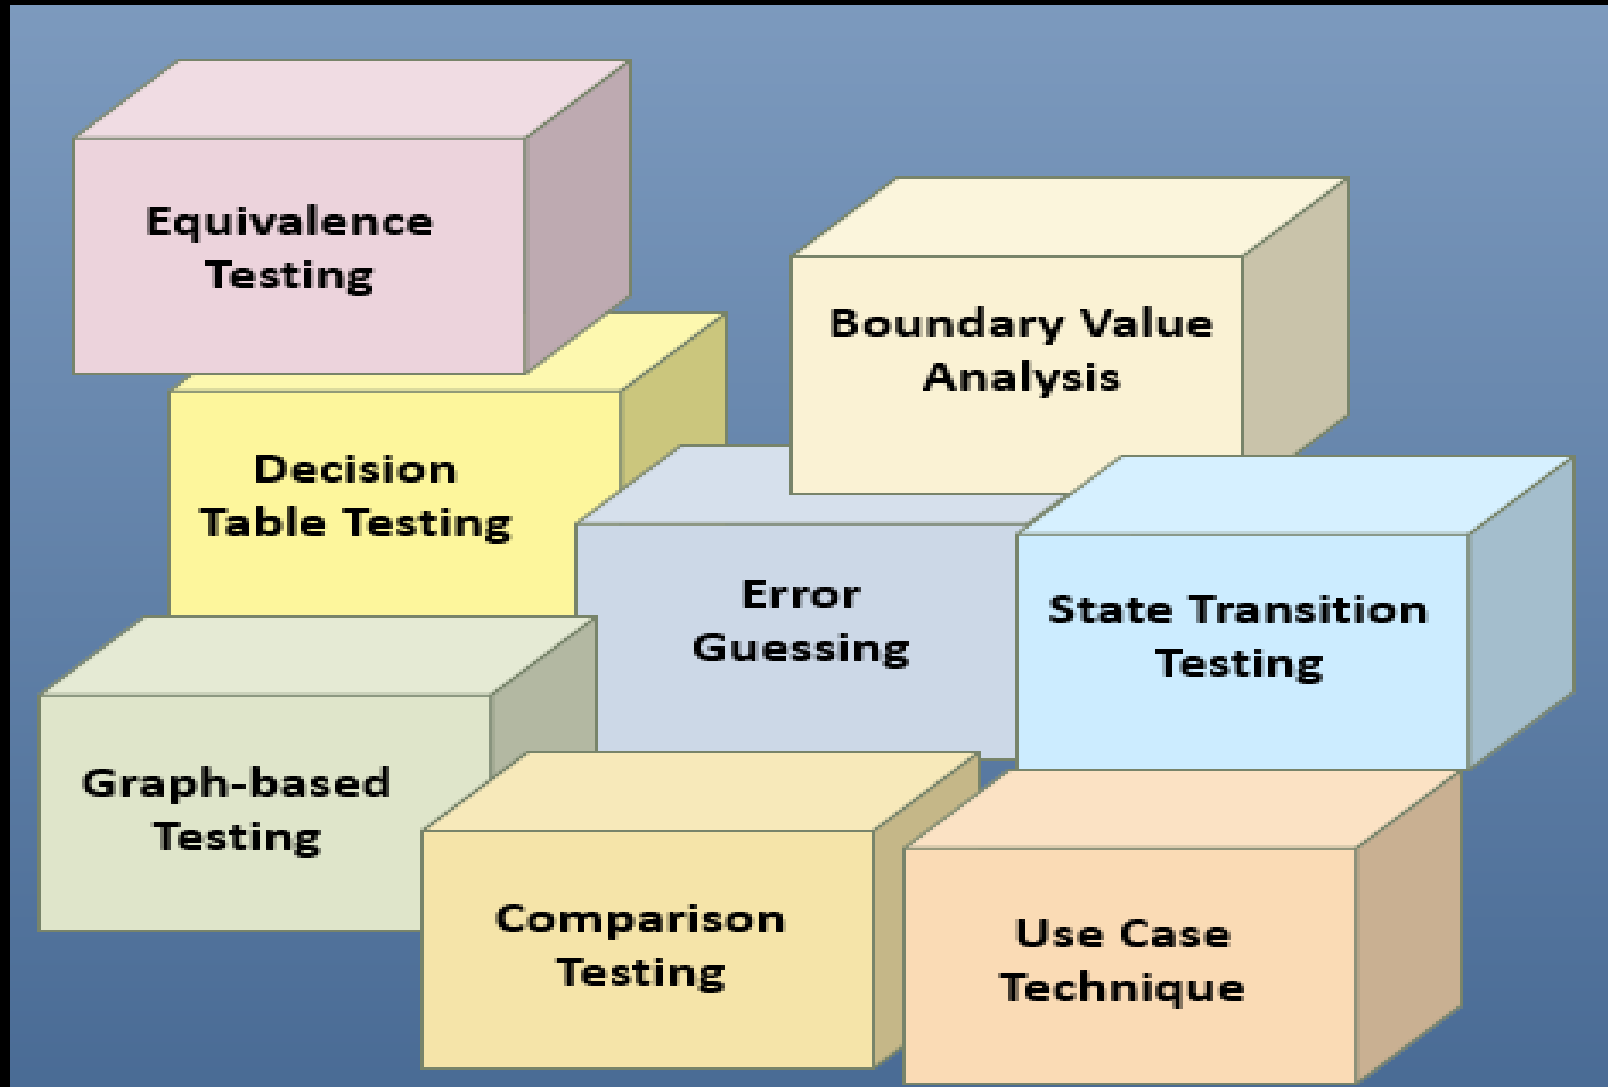 Equivalence
Testing
Boundary Value
Analysis
Decision
Table Testing
Error
Guessing
State Transition
Testing
Graph-based
Testing
Comparison
Testing
Use Case
Technique